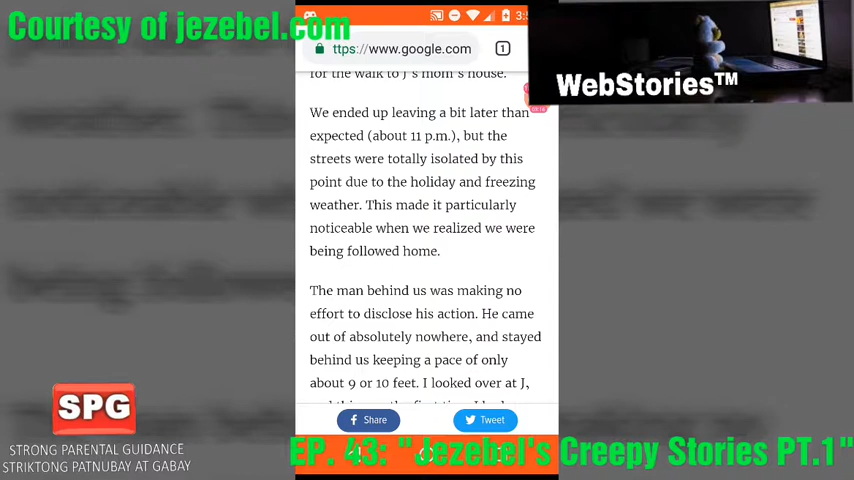 Courtesy of jezebel.com
ttps://www.google.com
1
WebStories™
for the walk to J's mom's house.
We ended up leaving a bit later than
expected (about 11 p.m.), but the
streets were totally isolated by this
point due to the holiday and freezing
weather. This made it particularly
noticeable when we realized we were
being followed home.
The man behind us was making no
effort to disclose his action. He came
out of absolutely nowhere, and stayed
behind us keeping a pace of only
about 9 or 10 feet. I looked over at J,
Share
Tweet
SPG
STRONG PARENTAL GUIDANCE
STRIKTONG PATNUBAY AT GABAY
EP. 43: "Jezebel's Creepy Stories PT.1"